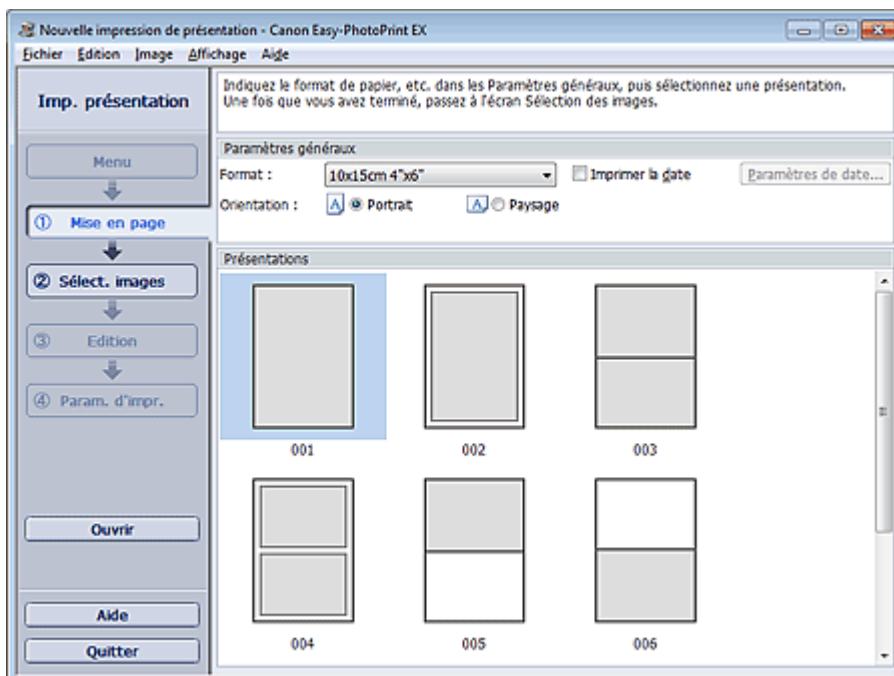 Nouvelle impression de présentation - Canon Easy-PhotoPrint EX
Fichier Edition Image Affichage Aide
Imp. présentation
Indiquez le format de papier, etc. dans les Paramètres généraux, puis sélectionnez une présentation.
Une fois que vous avez terminé, passez à l'écran Sélection des images.
Menu
① Mise en page
② Sélect. images
③ Edition
④ Param. d'impr.
Ouvrir
Aide
Quitter
Paramètres généraux
Format : 10x15cm 4"x6" Imprimer la date Paramètres de date...
Orientation : A Portrait A Paysage
Présentations
001 002 003
004 005 006